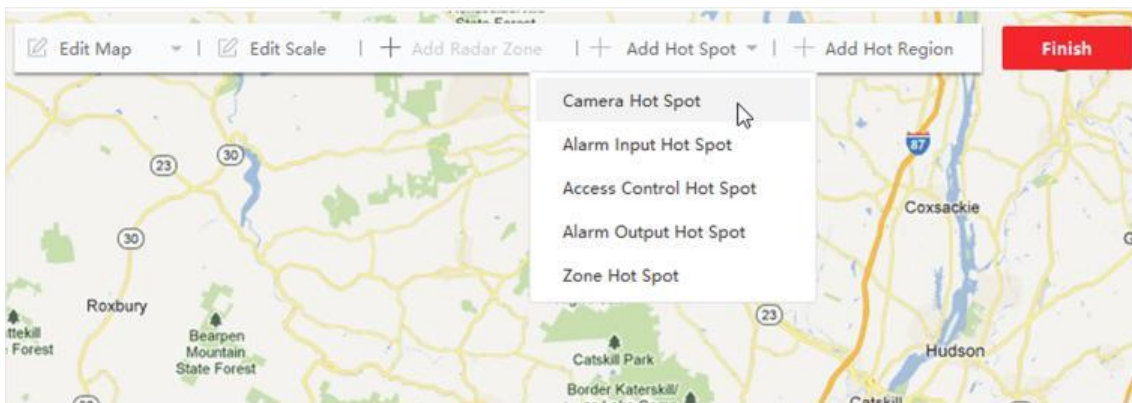 State Forest
Edit Map
Edit Scale
Add Radar Zone
Add Hot Spot
Add Hot Region
Finish
Camera Hot Spot
Alarm Input Hot Spot
Access Control Hot Spot
Alarm Output Hot Spot
Zone Hot Spot
87
30
23
Coxsackie
30
Roxbury
Forest
Bearpen
Mountain
State Forest
23
Catskill Park
Hudson
Border Katerskill/
Catskill